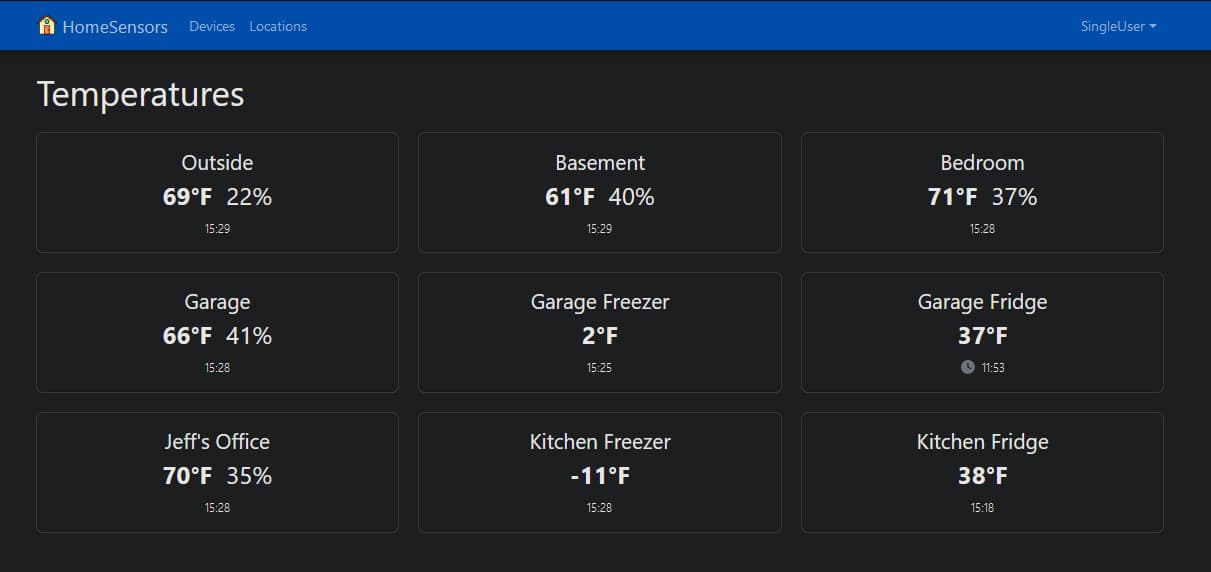 HomeSensors Devices Locations SingleUser
Temperatures
Outside
69°F 22%
15:29
Basement
61°F 40%
15:29
Bedroom
71°F 37%
15:28
Garage
66°F 41%
15:28
Garage Freezer
2°F
15:25
Garage Fridge
37°F
11:53
Jeff's Office
70°F 35%
15:28
Kitchen Freezer
-11°F
15:28
Kitchen Fridge
38°F
15:18